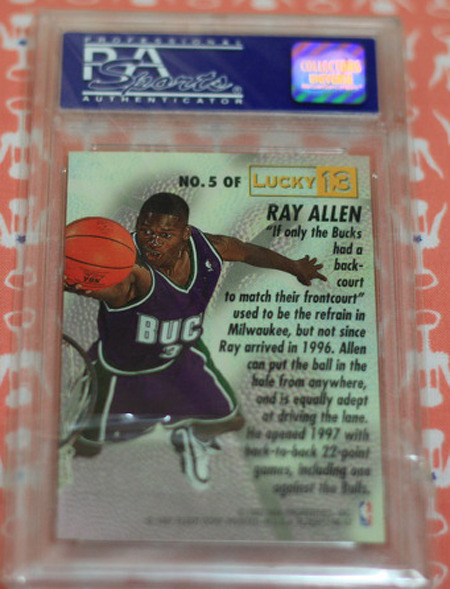 PROFESSIONAL
PSA
Sports
AUTHENTICATOR
NO. 5 OF LUCKY 13
RAY ALLEN
"If only the Bucks
had a
back-
court
to match their frontcourt"
used to be the refrain in
Milwaukee, but not since
Ray arrived in 1996. Allen
can put the ball in the
hole from anywhere,
and is equally adept
at driving the lane.
He opened 1997 with
back-to-back 22-point
games, including one
against the Bulls.
BUC
3